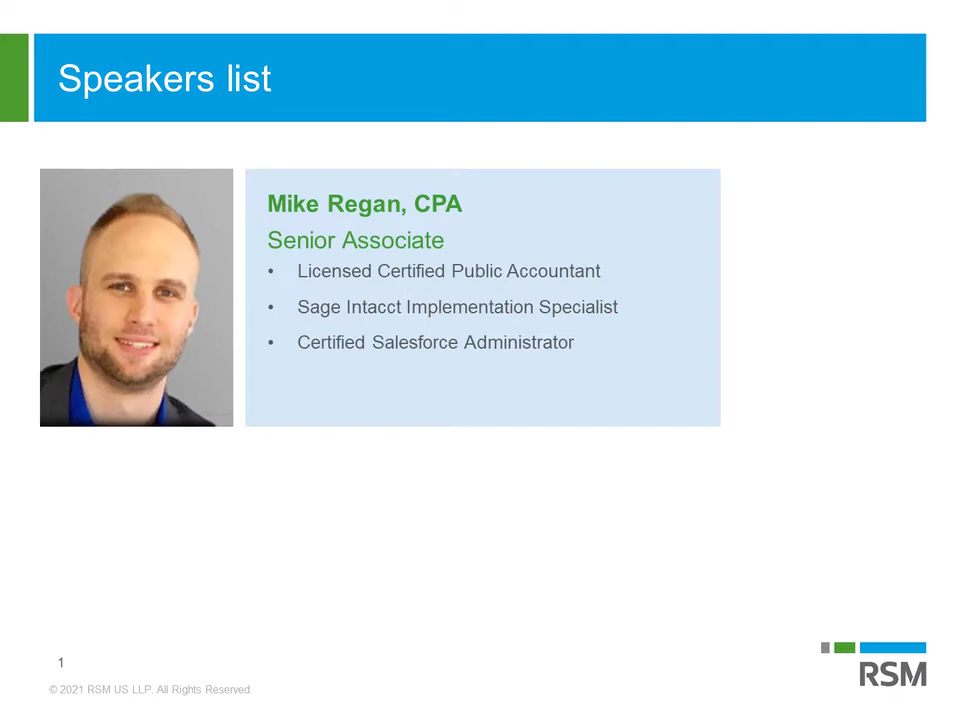 Speakers list
Mike Regan, CPA
Senior Associate
• Licensed Certified Public Accountant
• Sage Intacct Implementation Specialist
• Certified Salesforce Administrator
1
© 2021 RSM US LLP. All Rights Reserved.
RSM